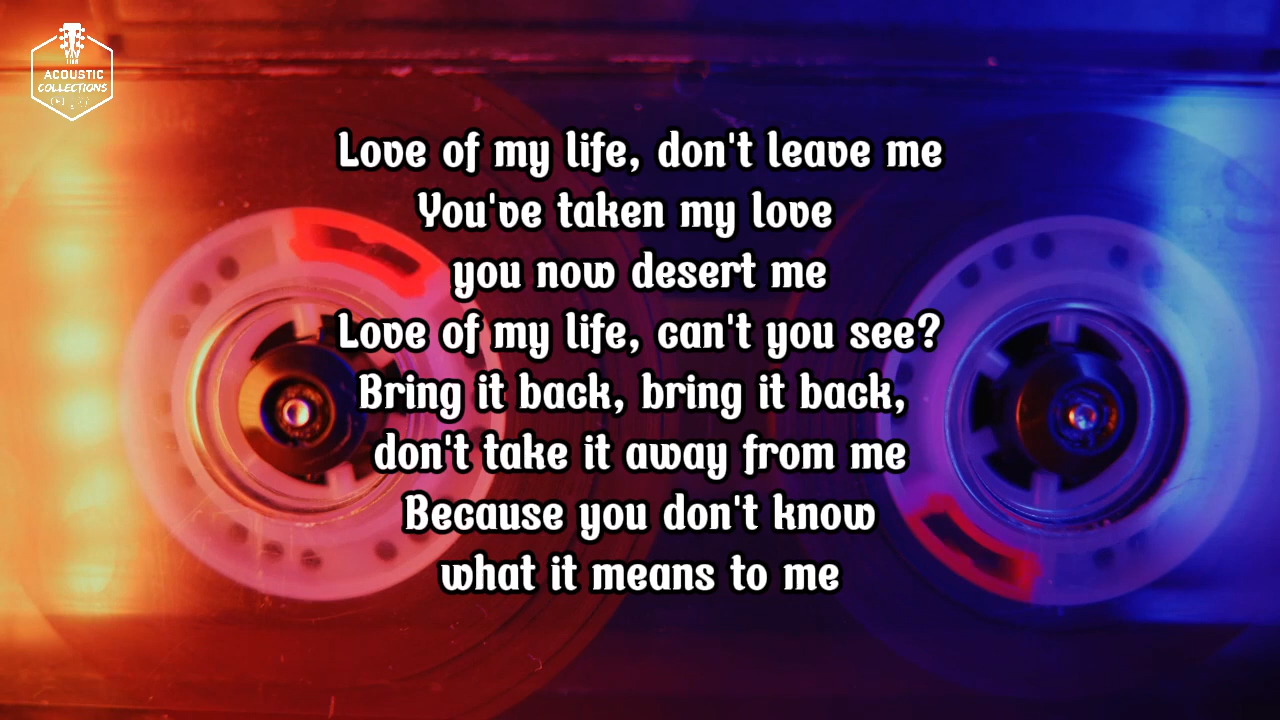 ACOUSTIC
COLLECTIONS
Love of my life, don't leave me
You've taken my love
you now desert me
Love of my life, can't you see?
Bring it back, bring it back,
don't take it away from me
Because you don't know
what it means to me